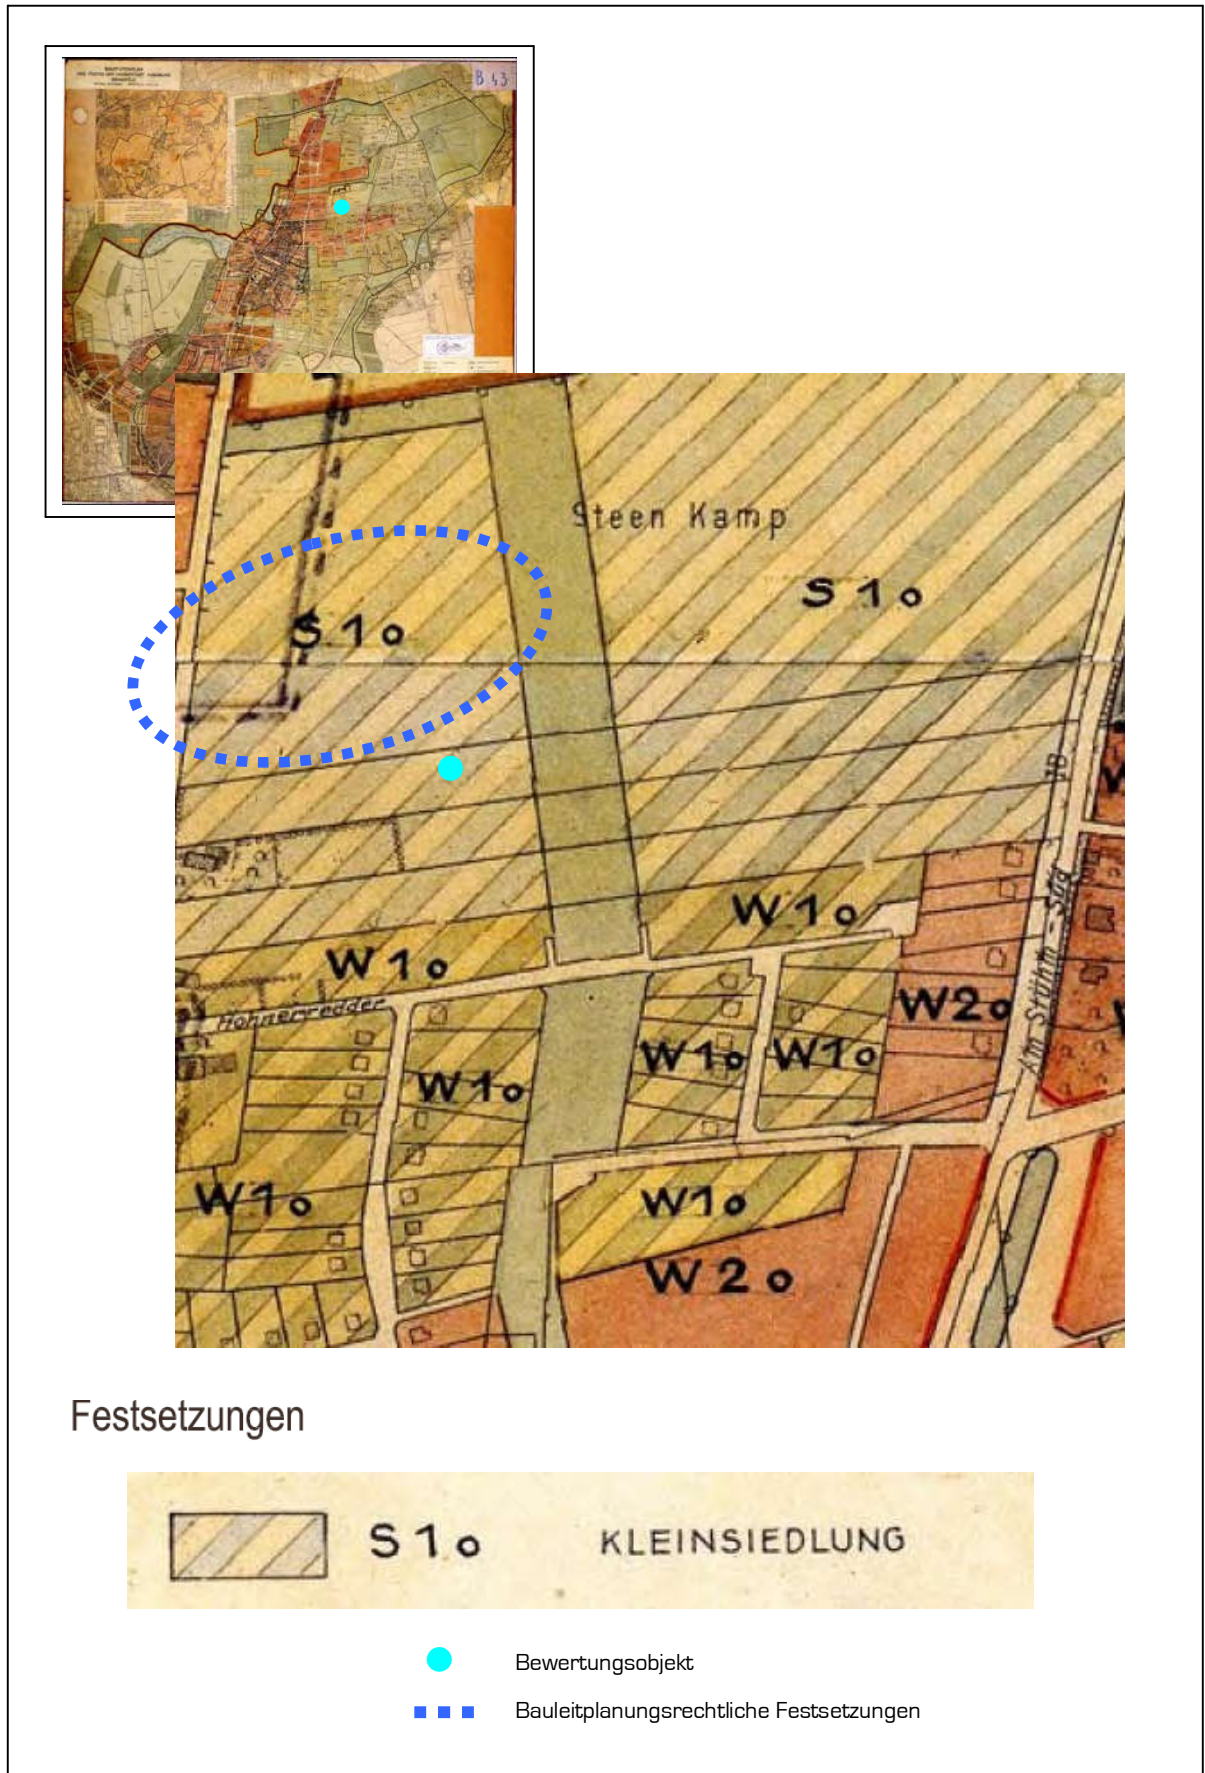 B 43
Steen Kamp
S 1 o
S 1 o
W 1 o
W 1 o
Höhnerredder
W 2 o
Am Stühm - Süd
W 1 o
W 1 o
W 1 o
W 1 o
W 1 o
W 2 o
Festsetzungen
S 1 o KLEINSIEDLUNG
Bewertungsobjekt
Bauleitplanungsrechtliche Festsetzungen